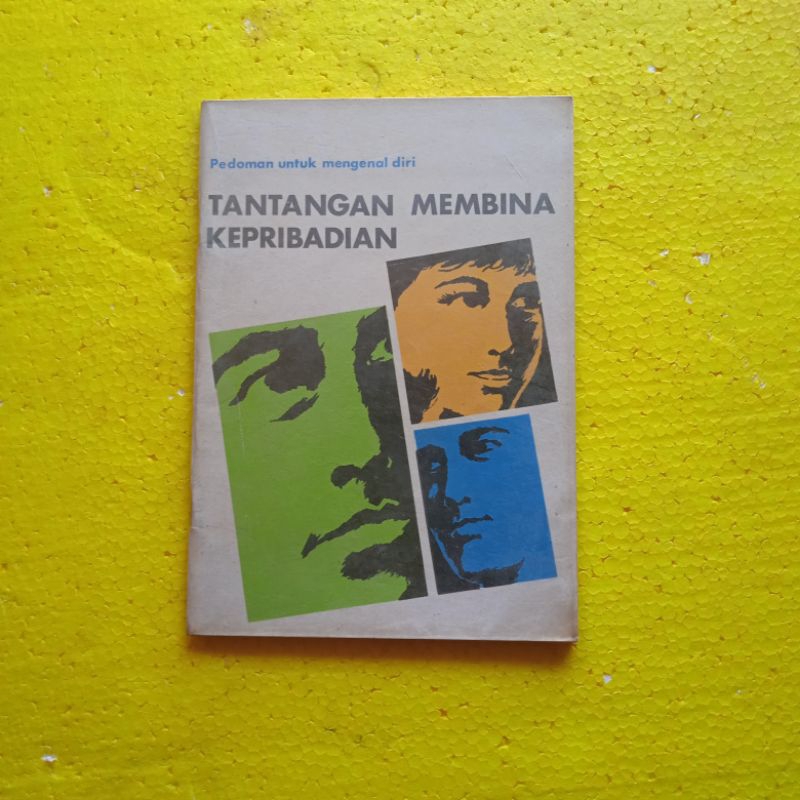 Pedoman untuk mengenal diri
TANTANGAN MEMBINA
KEPRIBADIAN